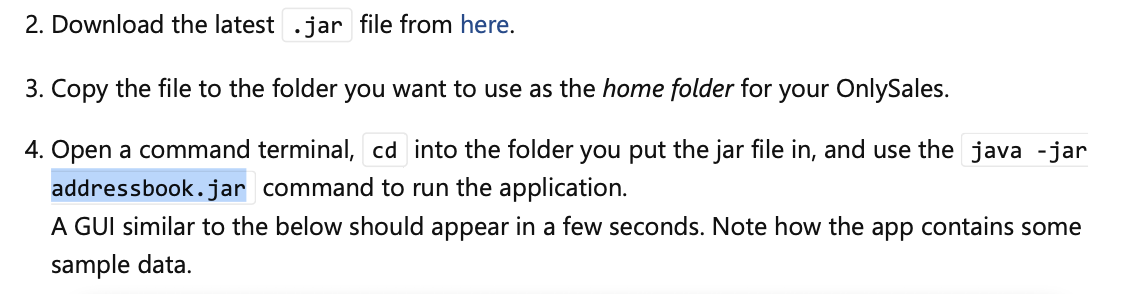 2. Download the latest .jar file from here.
3. Copy the file to the folder you want to use as the home folder for your OnlySales.
4. Open a command terminal, cd into the folder you put the jar file in, and use the java -jar
addressbook.jar command to run the application.
A GUI similar to the below should appear in a few seconds. Note how the app contains some
sample data.